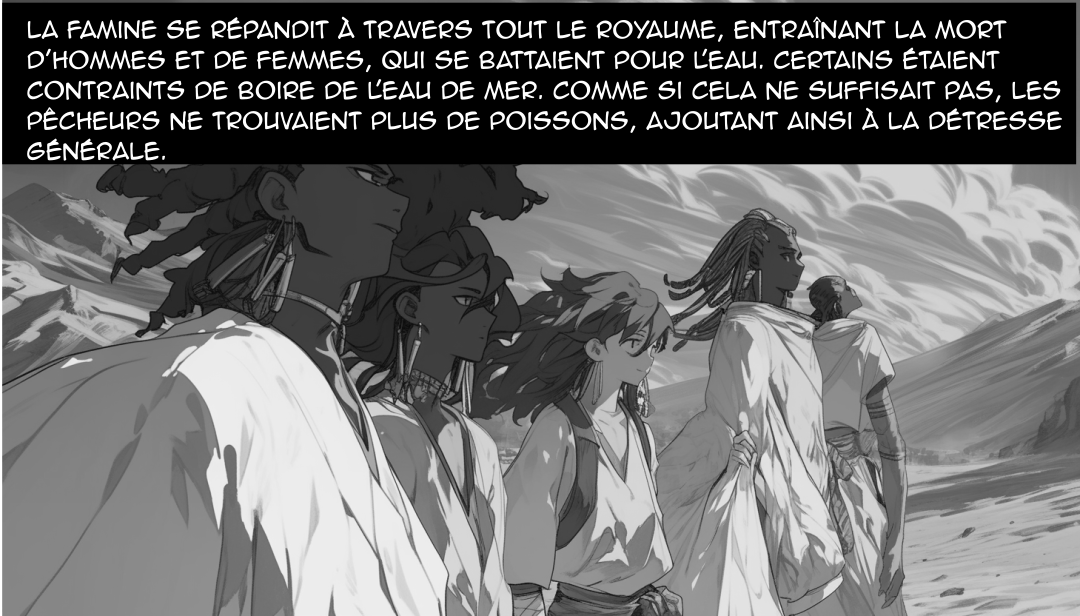 LA FAMINE SE RÉPANDIT À TRAVERS TOUT LE ROYAUME, ENTRAÎNANT LA MORT
D'HOMMES ET DE FEMMES, QUI SE BATTAIENT POUR L'EAU. CERTAINS ÉTAIENT
CONTRAINTS DE BOIRE DE L'EAU DE MER. COMME SI CELA NE SUFFISAIT PAS, LES
PÊCHEURS NE TROUVAIENT PLUS DE POISSONS, AJOUTANT AINSI À LA DÉTRESSE
GÉNÉRALE.